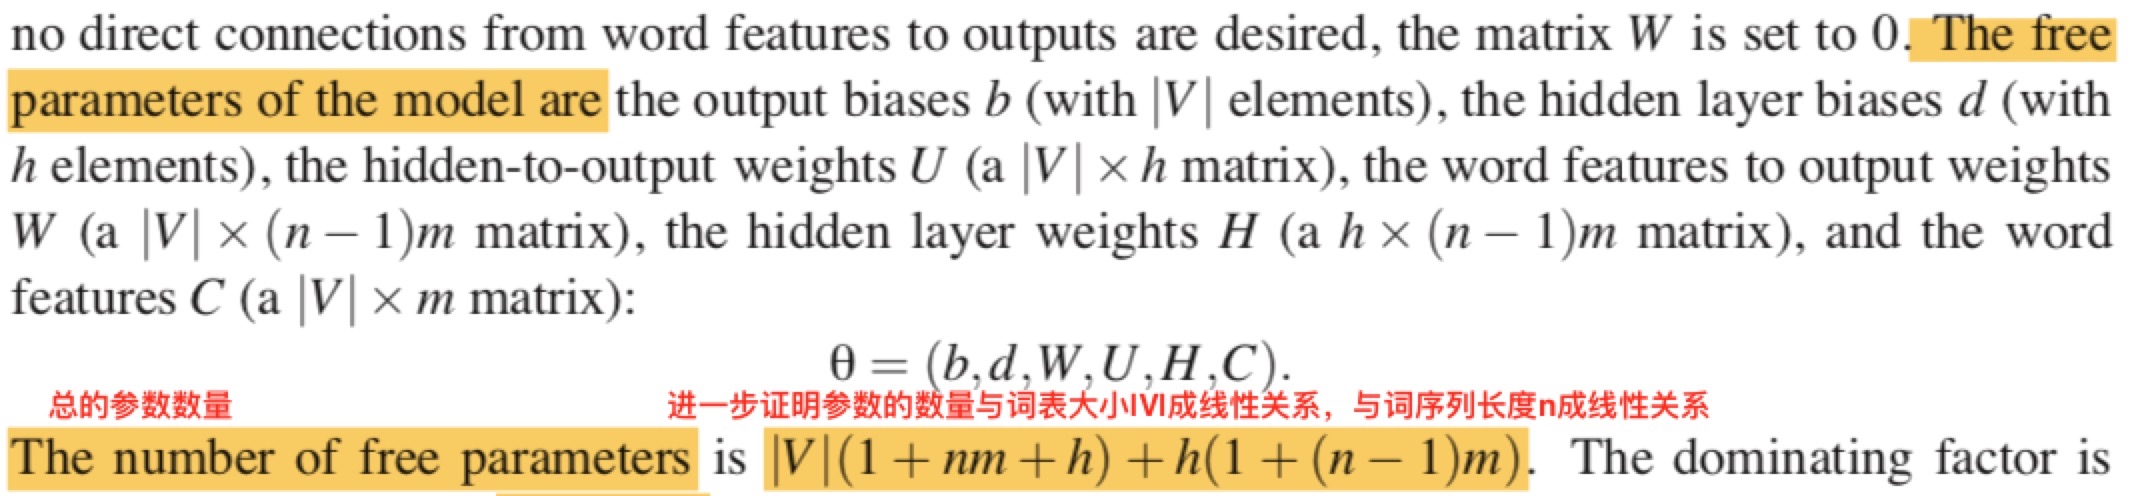 no direct connections from word features to outputs are desired, the matrix W is set to 0. The free
parameters of the model are the output biases b (with |V| elements), the hidden layer biases d (with
h elements), the hidden-to-output weights U (a |V| × h matrix), the word features to output weights
W (a |V| × (n − 1)m matrix), the hidden layer weights H (a h × (n − 1)m matrix), and the word
features C (a |V| × m matrix):
θ = (b,d,W,U,H,C).
总的参数数量 进一步证明参数的数量与词表大小IVI成线性关系，与词序列长度n成线性关系
The number of free parameters is |V|(1 + nm + h) + h(1 + (n − 1)m). The dominating factor is